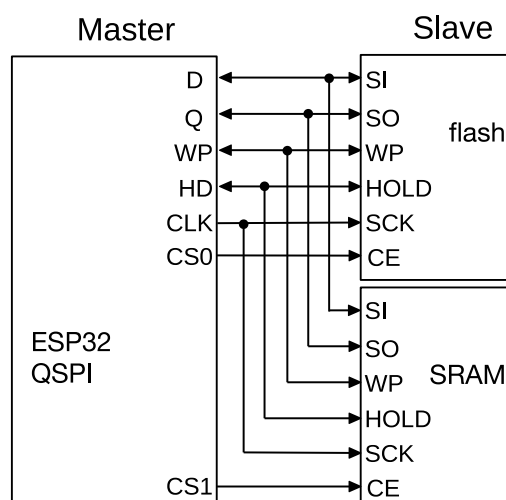 Master
Slave
D
SI
Q
SO
flash
WP
WP
HD
HOLD
CLK
SCK
CS0
CE
SI
ESP32
SO
QSPI
WP
SRAM
HOLD
SCK
CS1
CE